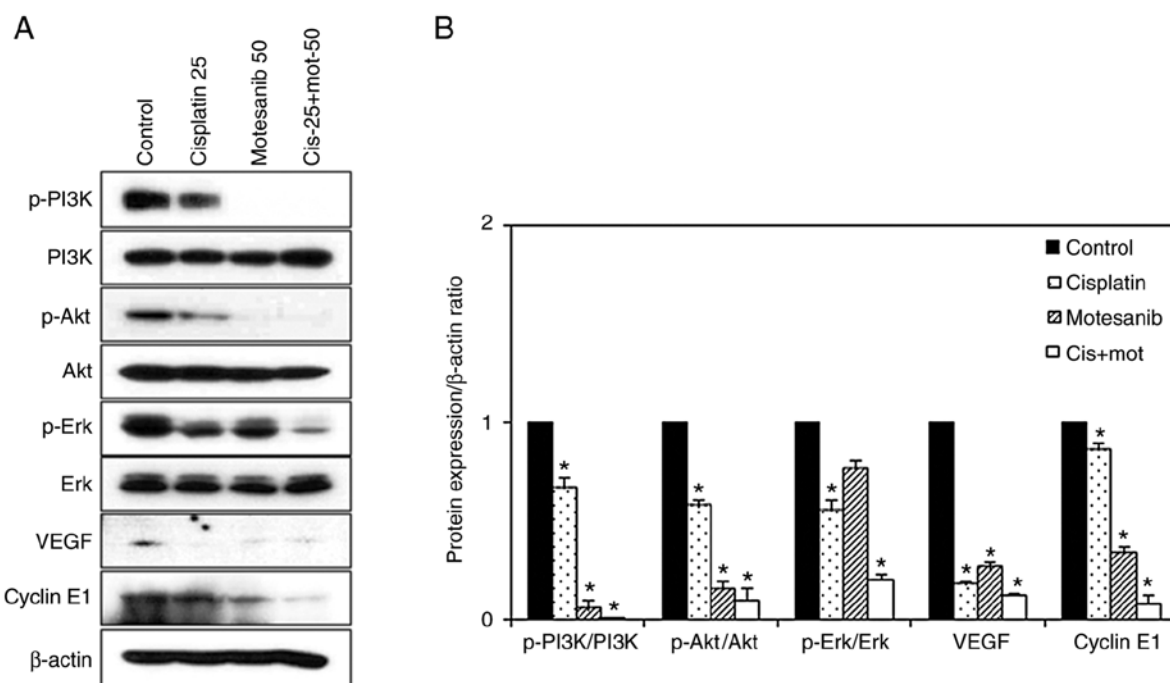 A
Control
Cisplatin 25
Motesanib 50
Cis-25+mot-50
p-PI3K
PI3K
p-Akt
Akt
p-Erk
Erk
VEGF
Cyclin E1
β-actin
B
Protein expression/β-actin ratio
2
1
0
Control
Cisplatin
Motesanib
Cis+mot
* * *
* * *
* *
* * *
* * *
p-PI3K/PI3K
p-Akt/Akt
p-Erk/Erk
VEGF
Cyclin E1